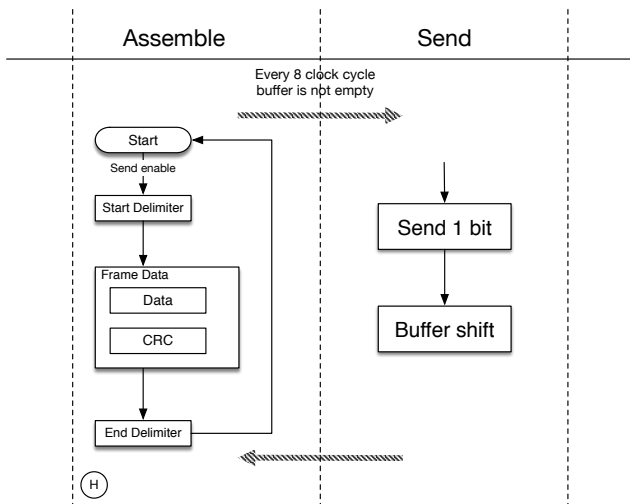 Assemble
Send
Every 8 clock cycle
buffer is not empty
Start
Send enable
Start Delimiter
Frame Data
Data
CRC
End Delimiter
Send 1 bit
Buffer shift
H